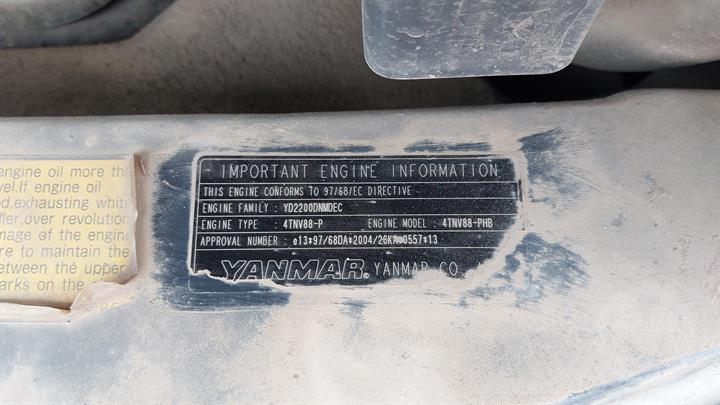 engine oil more tha
vel.If engine oil
d,exhausting white
fler,over revolution
mage of the engine
re to maintain the
between the upper
arks on the
IMPORTANT ENGINE INFORMATION
THIS ENGINE CONFORMS TO 97/68/EC DIRECTIVE
ENGINE FAMILY : YD2200DNMDEC
ENGINE TYPE : 4TNV88-P ENGINE MODEL : 4TNV88-PHB
APPROVAL NUMBER : e13*97/68DA*2004/26K 0557*13
YANMAR. YANMAR CO